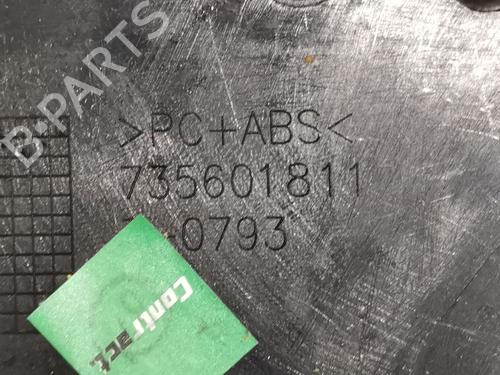 B-PARTS
>PC+ABS<
735601811
-0793
Contract.